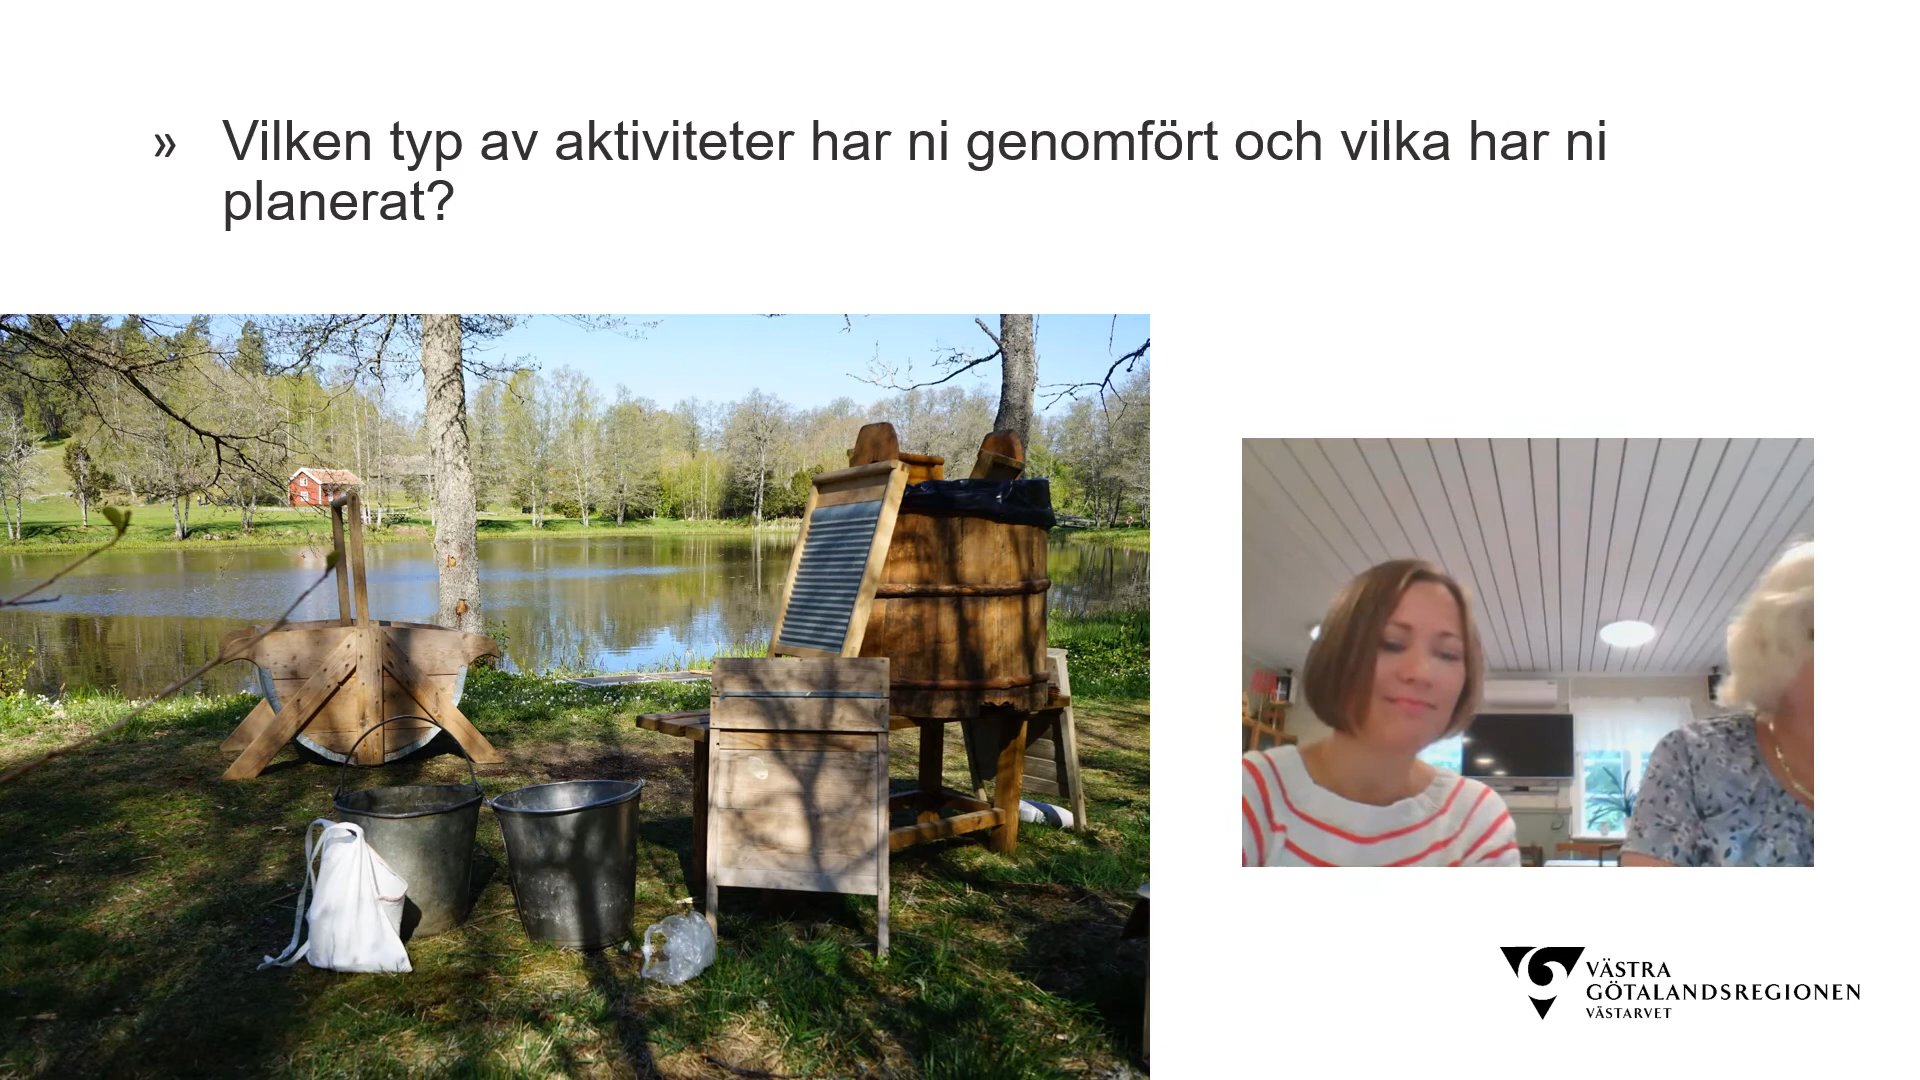 » Vilken typ av aktiviteter har ni genomfört och vilka har ni
planerat?
VÄSTRA
GÖTALANDSREGIONEN
VÄSTARVET